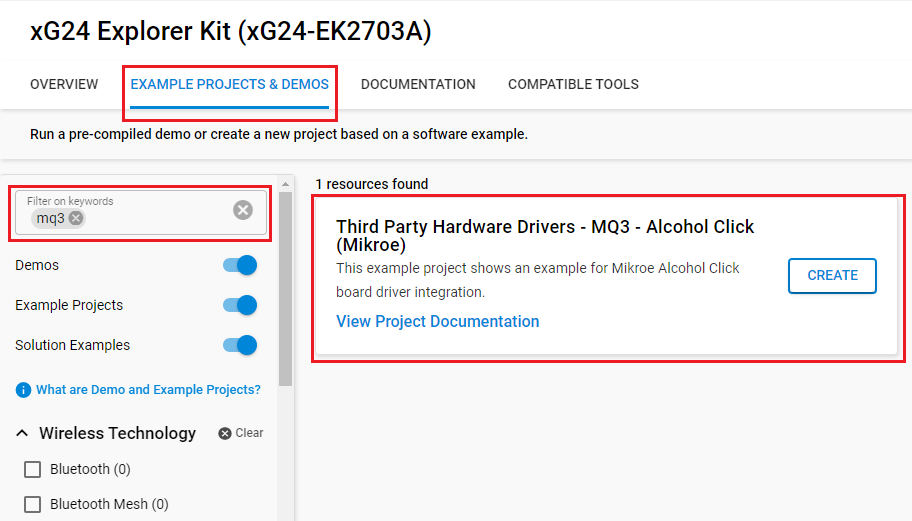 xG24 Explorer Kit (xG24-EK2703A)
OVERVIEW
EXAMPLE PROJECTS & DEMOS
DOCUMENTATION
COMPATIBLE TOOLS
Run a pre-compiled demo or create a new project based on a software example.
Filter on keywords
mq3
Demos
Example Projects
Solution Examples
What are Demo and Example Projects?
Wireless Technology
Clear
Bluetooth (0)
Bluetooth Mesh (0)
1 resources found
Third Party Hardware Drivers - MQ3 - Alcohol Click
(Mikroe)
This example project shows an example for Mikroe Alcohol Click
board driver integration.
View Project Documentation
CREATE